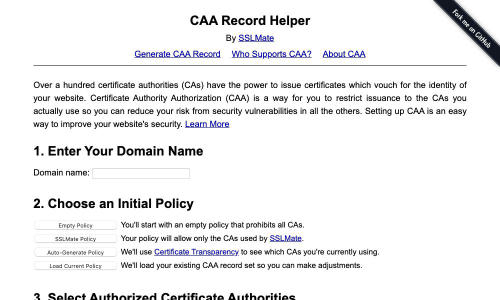 CAA Record Helper
By SSLMate
Generate CAA Record Who Supports CAA? About CAA
Fork me on GitHub
Over a hundred certificate authorities (CAs) have the power to issue certificates which vouch for the identity of
your website. Certificate Authority Authorization (CAA) is a way for you to restrict issuance to the CAs you
actually use so you can reduce your risk from security vulnerabilities in all the others. Setting up CAA is an easy
way to improve your website's security. Learn More
1. Enter Your Domain Name
Domain name:
2. Choose an Initial Policy
Empty Policy You'll start with an empty policy that prohibits all CAs.
SSLMate Policy Your policy will allow only the CAs used by SSLMate.
Auto-Generate Policy We'll use Certificate Transparency to see which CAs you're currently using.
Load Current Policy We'll load your existing CAA record set so you can make adjustments.
3. Select Authorized Certificate Authorities